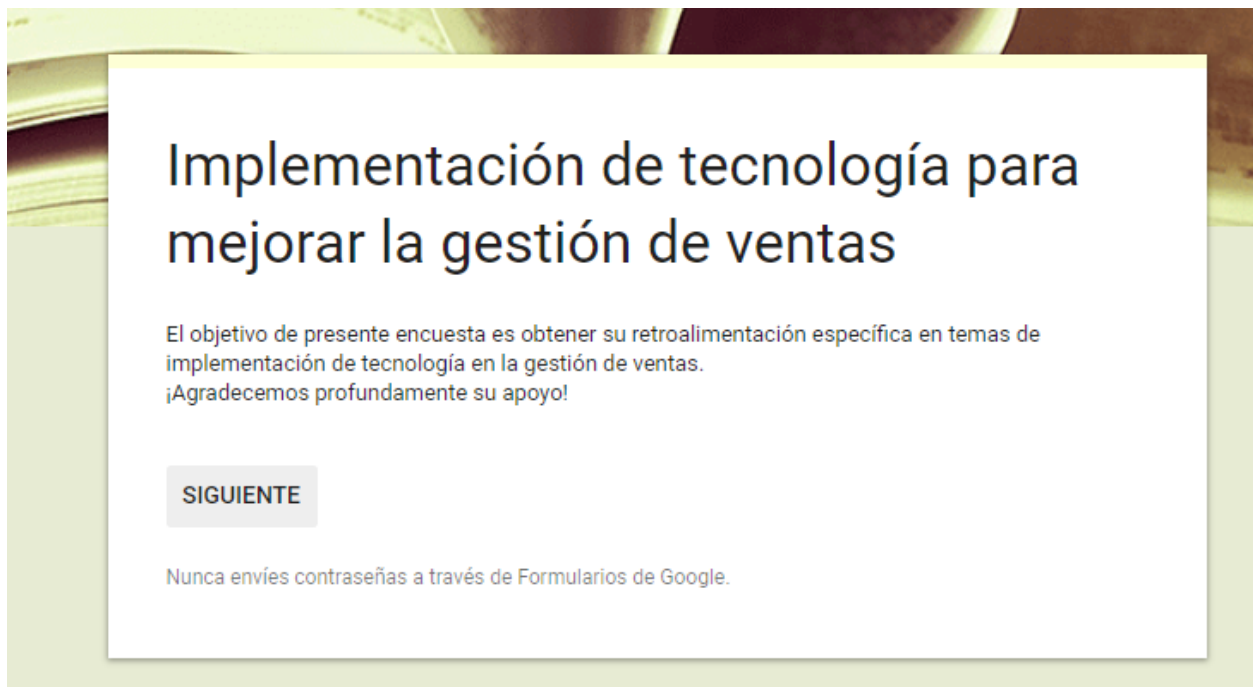 Implementación de tecnología para
mejorar la gestión de ventas
El objetivo de presente encuesta es obtener su retroalimentación específica en temas de
implementación de tecnología en la gestión de ventas.
¡Agradecemos profundamente su apoyo!
SIGUIENTE
Nunca envíes contraseñas a través de Formularios de Google.